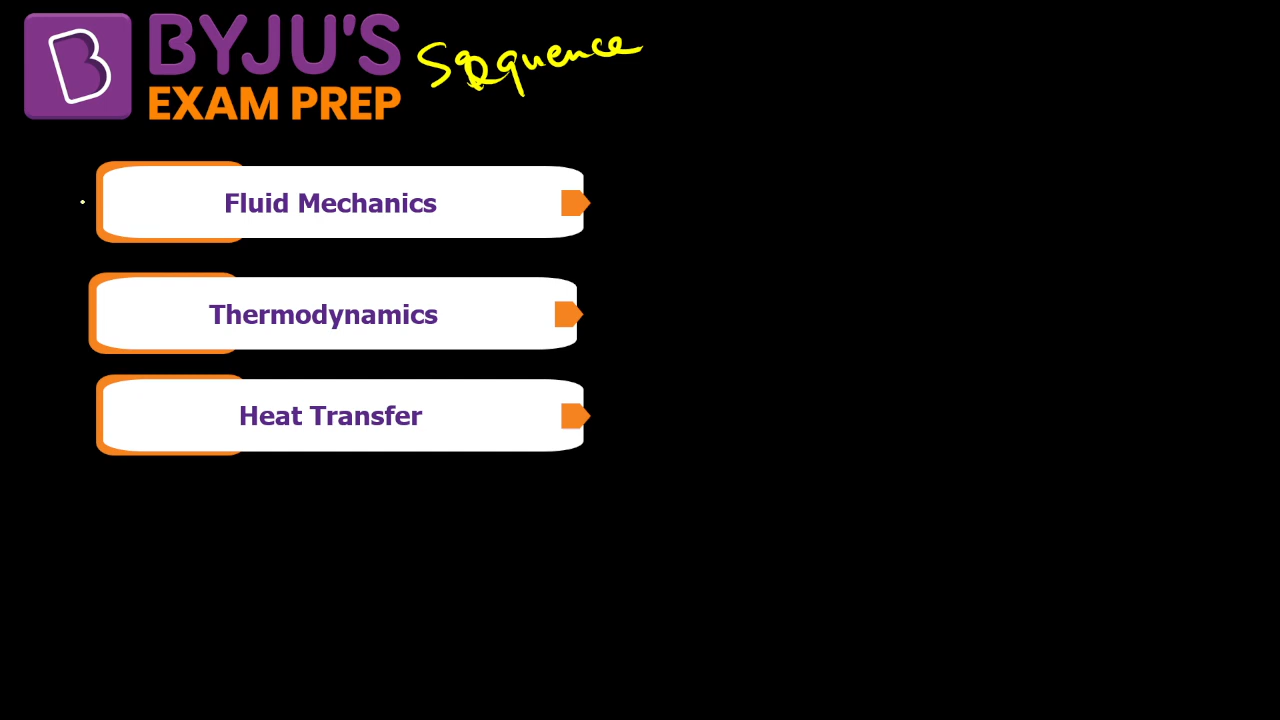 BYJU'S
EXAM PREP
Sequence
Fluid Mechanics
Thermodynamics
Heat Transfer